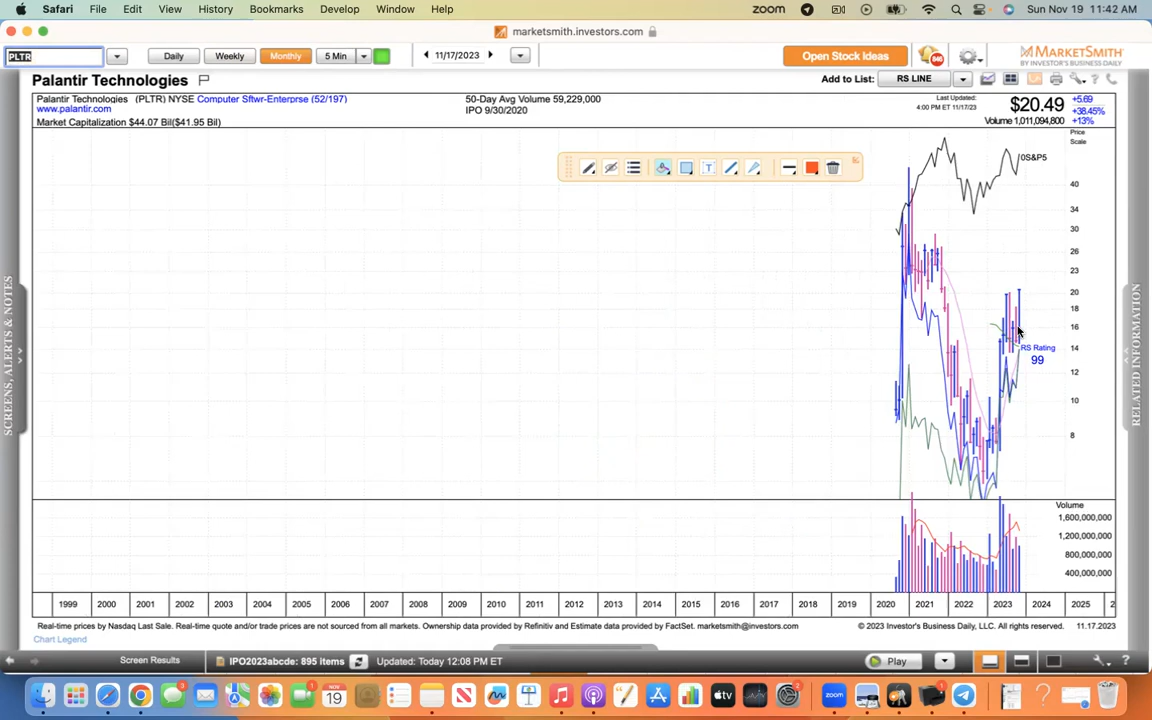 Safari File Edit View History Bookmarks Develop Window Help zoom Sun Nov 19 11:42 AM
marketsmith.investors.com
PLTR Daily Weekly Monthly 5 Min 11/17/2023 Open Stock Ideas MARKETSMITH
BY INVESTOR'S BUSINESS DAILY
Palantir Technologies Add to List: RS LINE
Palantir Technologies (PLTR) NYSE Computer Sftwr-Enterprse (52/197) 50-Day Avg Volume 59,229,000 Last Updated: $20.49 +5.69
www.palantir.com IPO 9/30/2020 4:00 PM ET 11/17/23 +38.45%
Market Capitalization $44.07 Bil($41.95 Bil) Volume 1,011,094,800 +13%
Price
Scale
T
0S&P5
40
34
30
26
23
20
18
16
RS Rating
14
99
12
10
8
Volume
1,600,000,000
1,200,000,000
800,000,000
400,000,000
1999 2000 2001 2002 2003 2004 2005 2006 2007 2008 2009 2010 2011 2012 2013 2014 2015 2016 2017 2018 2019 2020 2021 2022 2023 2024 2025 2
Real-time prices by Nasdaq Last Sale. Real-time quote and/or trade prices are not sourced from all markets. Ownership data provided by Refinitiv and Estimate data provided by FactSet. marketsmith@investors.com © 2023 Investor's Business Daily, LLC. All rights reserved. 11.17.2023
Chart Legend
Screen Results IPO2023abcde: 895 items Updated: Today 12:08 PM ET Play
SCREENS, ALERTS & NOTES
RELATED INFORMATION
NOV
19
tv
zoom